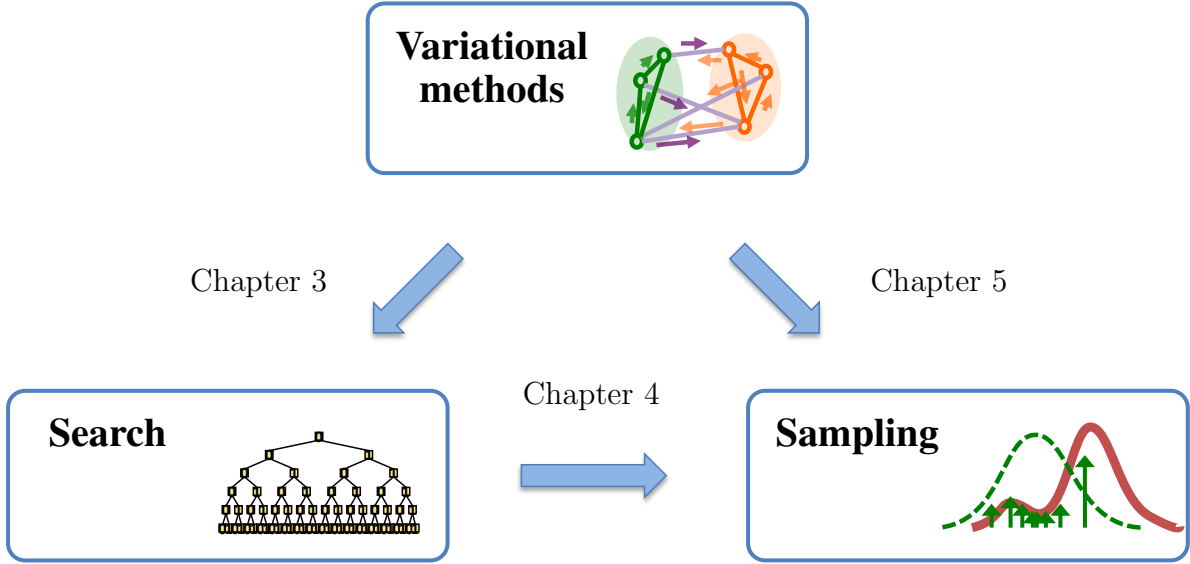 Variational
methods
Chapter 3
Chapter 5
Chapter 4
Search
Sampling